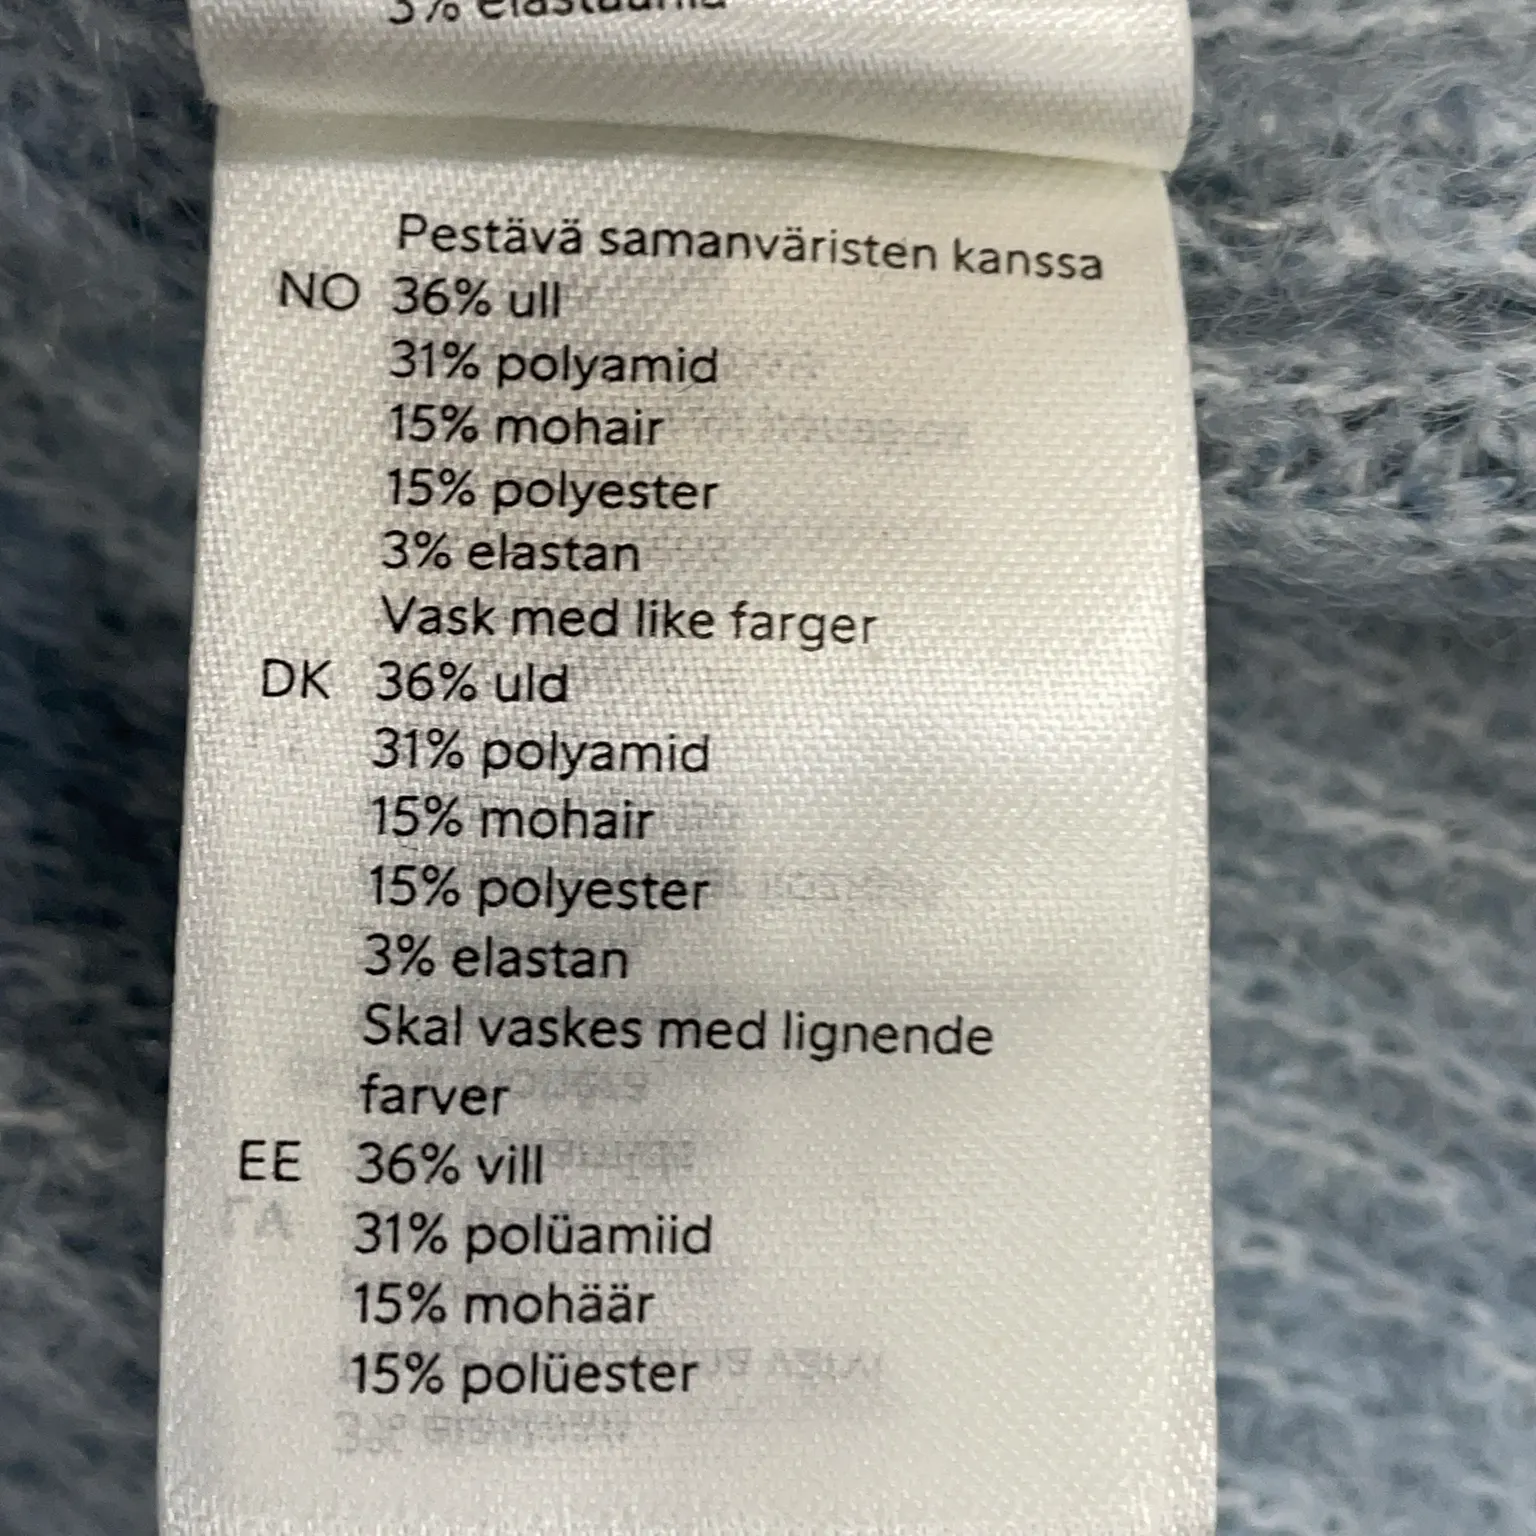 3% elastaania
Pestävä samanväristen kanssa
NO 36% ull
31% polyamid
15% mohair
15% polyester
3% elastan
Vask med like farger
DK 36% uld
31% polyamid
15% mohair
15% polyester
3% elastan
Skal vaskes med lignende
farver
EE 36% vill
31% polüamiid
15% mohäär
15% polüester